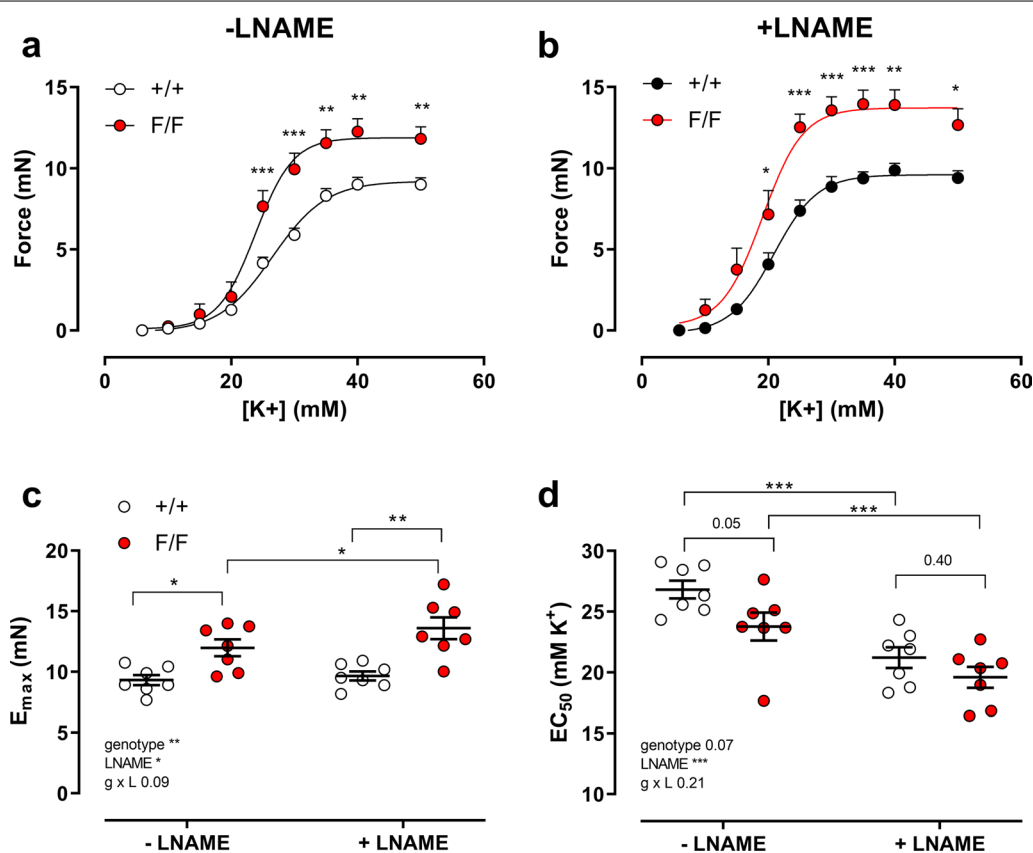 a
-LNAME
+/+
F/F
15
10
5
0
Force (mN)
***
***
**
**
**
0
20
40
60
[K+] (mM)
b
+LNAME
+/+
F/F
15
10
5
0
Force (mN)
*
***
***
***
**
*
0
20
40
60
[K+] (mM)
c
+/+
F/F
20
15
10
5
0
Emax (mN)
*
*
**
genotype **
LNAME *
g x L 0.09
- LNAME
+ LNAME
d
30
25
20
15
10
EC50 (mM K+)
***
0.05
***
0.40
genotype 0.07
LNAME ***
g x L 0.21
- LNAME
+ LNAME